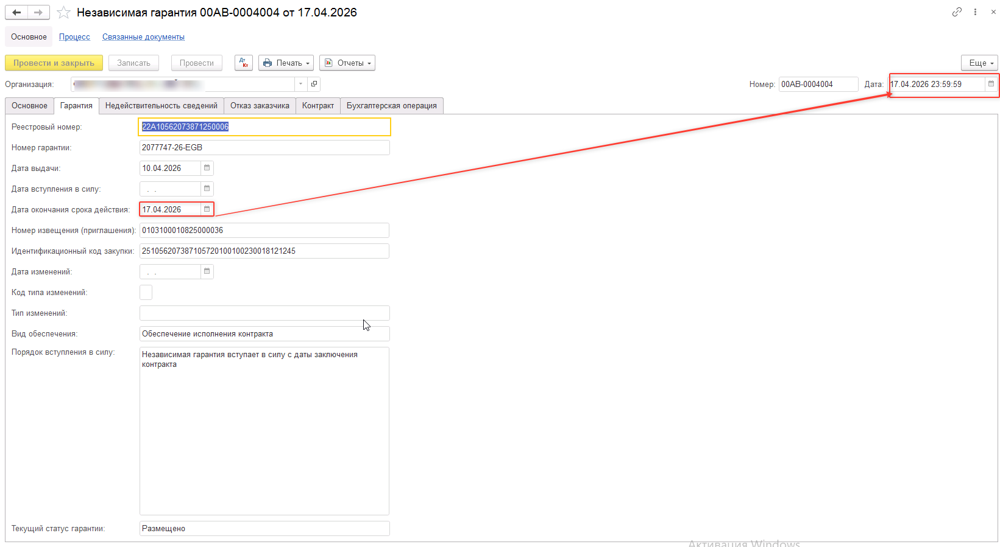 Независимая гарантия 00АВ-0004004 от 17.04.2026
Основное Процесс Связанные документы
Провести и закрыть Записать Провести Дт Кт Печать Отчеты Еще
Организация: Номер: 00АВ-0004004 Дата: 17.04.2026 23:59:59
Основное Гарантия Недействительность сведений Отказ заказчика Контракт Бухгалтерская операция
Реестровый номер: 22A10562073871250006
Номер гарантии: 2077747-26-EGB
Дата выдачи: 10.04.2026
Дата вступления в силу: . .
Дата окончания срока действия: 17.04.2026
Номер извещения (приглашения): 0103100010825000036
Идентификационный код закупки: 251056207387105720100100230018121245
Дата изменений: . .
Код типа изменений:
Тип изменений:
Вид обеспечения: Обеспечение исполнения контракта
Порядок вступления в силу: Независимая гарантия вступает в силу с даты заключения
контракта
Текущий статус гарантии: Размещено
Активация Windows